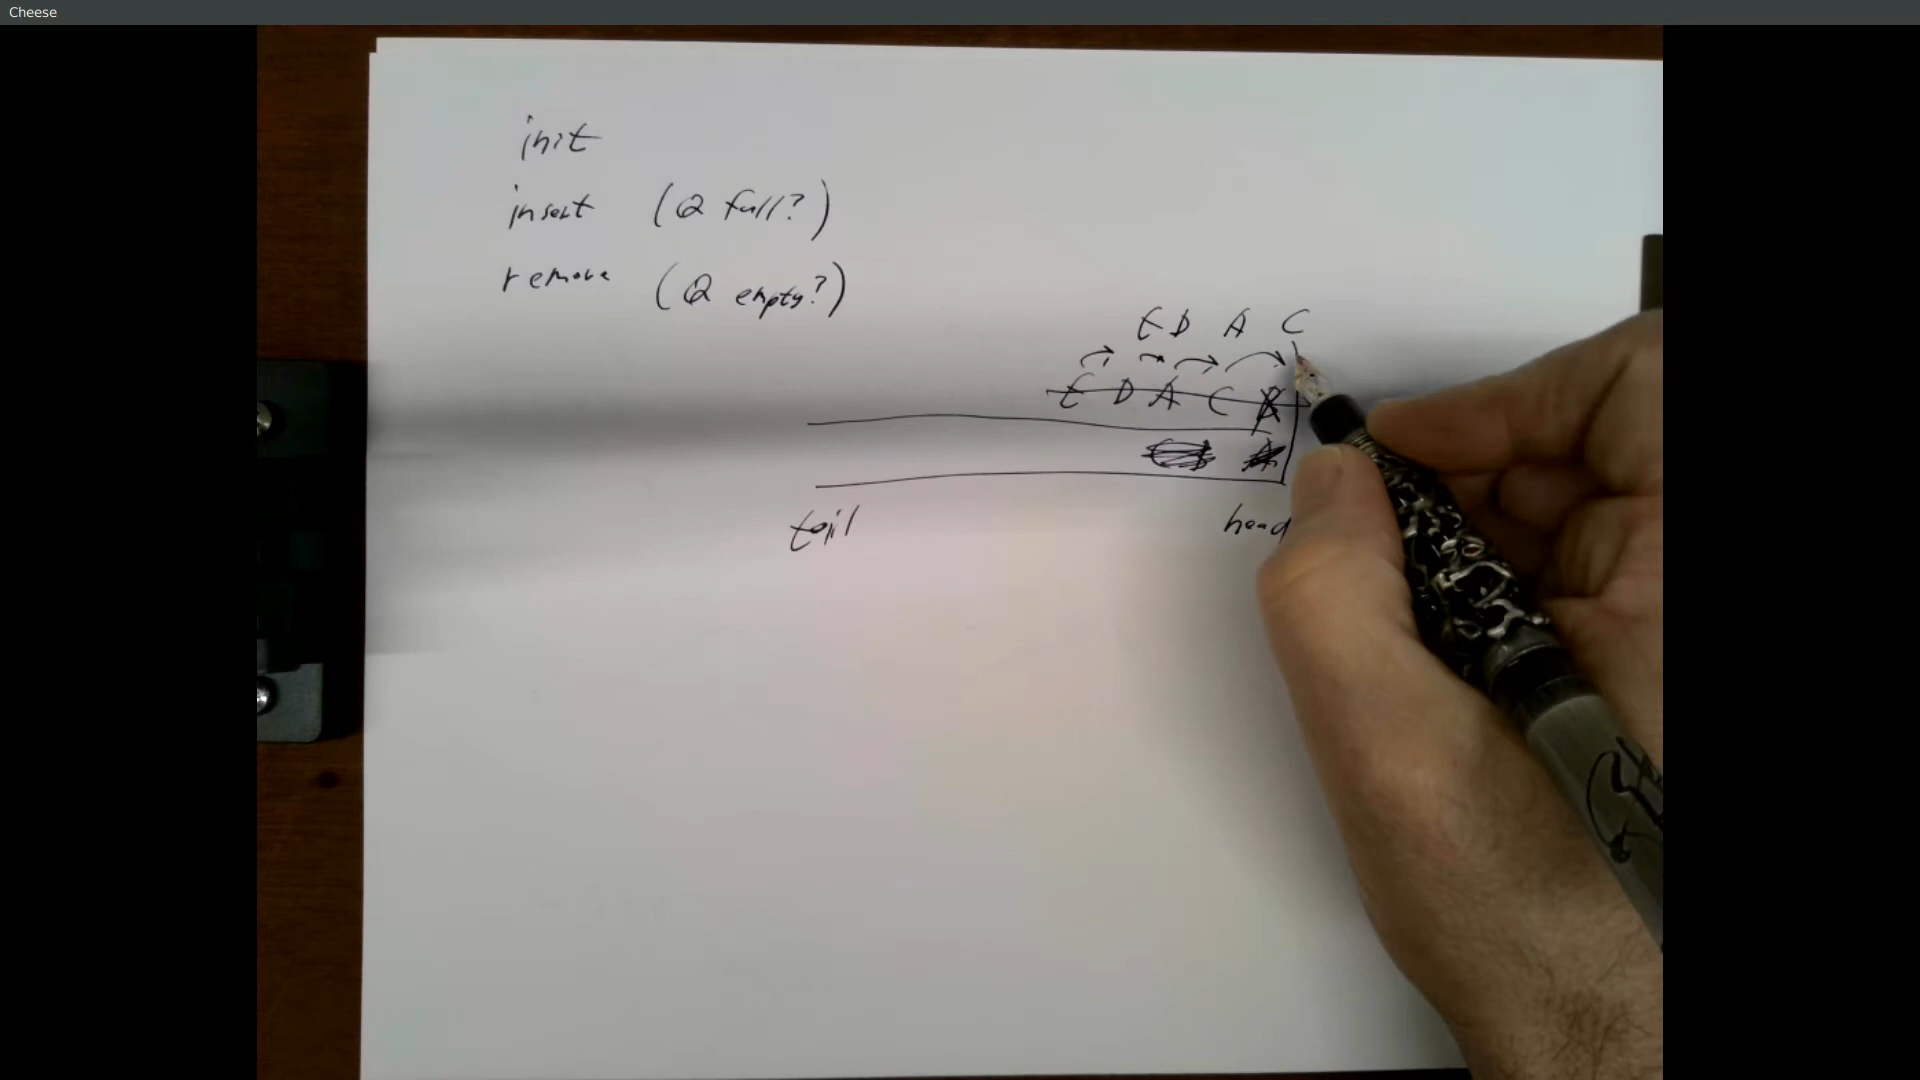 Cheese
init
insert (Q full?)
remove (Q empty?)
E D A C
E D A C B
A
tail head